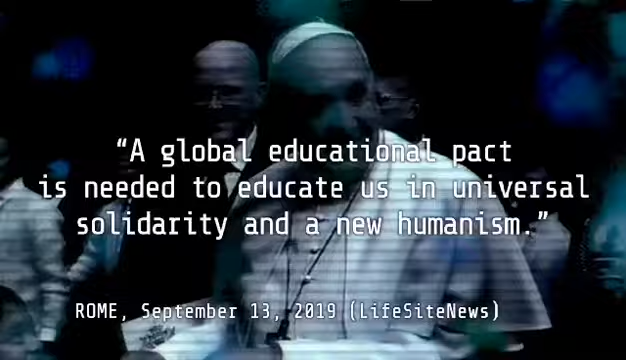 “A global educational pact
is needed to educate us in universal
solidarity and a new humanism.”
ROME, September 13, 2019 (LifeSiteNews)